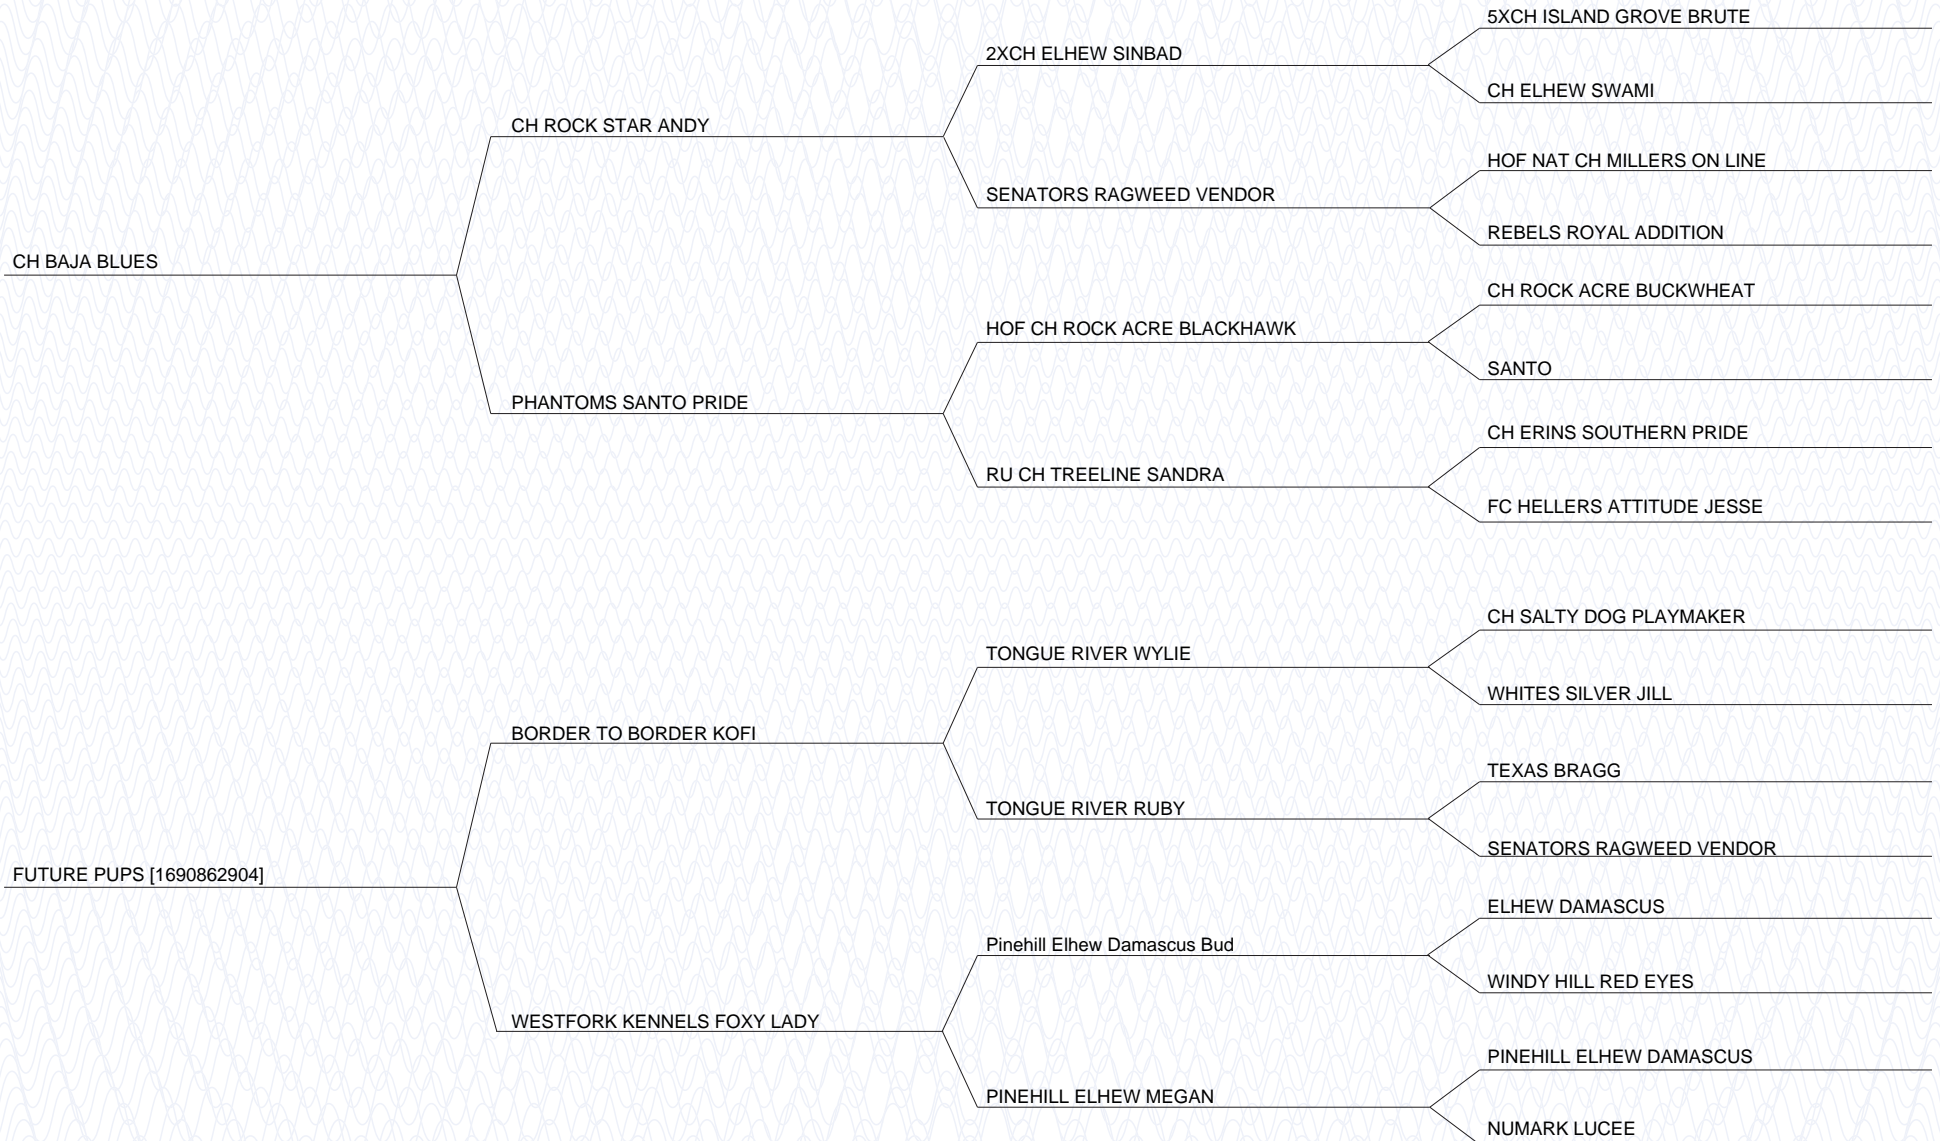 5XCH ISLAND GROVE BRUTE
2XCH ELHEW SINBAD
CH ELHEW SWAMI
CH ROCK STAR ANDY
HOF NAT CH MILLERS ON LINE
SENATORS RAGWEED VENDOR
REBELS ROYAL ADDITION
CH BAJA BLUES
CH ROCK ACRE BUCKWHEAT
HOF CH ROCK ACRE BLACKHAWK
SANTO
PHANTOMS SANTO PRIDE
CH ERINS SOUTHERN PRIDE
RU CH TREELINE SANDRA
FC HELLERS ATTITUDE JESSE
CH SALTY DOG PLAYMAKER
TONGUE RIVER WYLIE
WHITES SILVER JILL
BORDER TO BORDER KOFI
TEXAS BRAGG
TONGUE RIVER RUBY
SENATORS RAGWEED VENDOR
FUTURE PUPS [1690862904]
ELHEW DAMASCUS
Pinehill Elhew Damascus Bud
WINDY HILL RED EYES
WESTFORK KENNELS FOXY LADY
PINEHILL ELHEW DAMASCUS
PINEHILL ELHEW MEGAN
NUMARK LUCEE